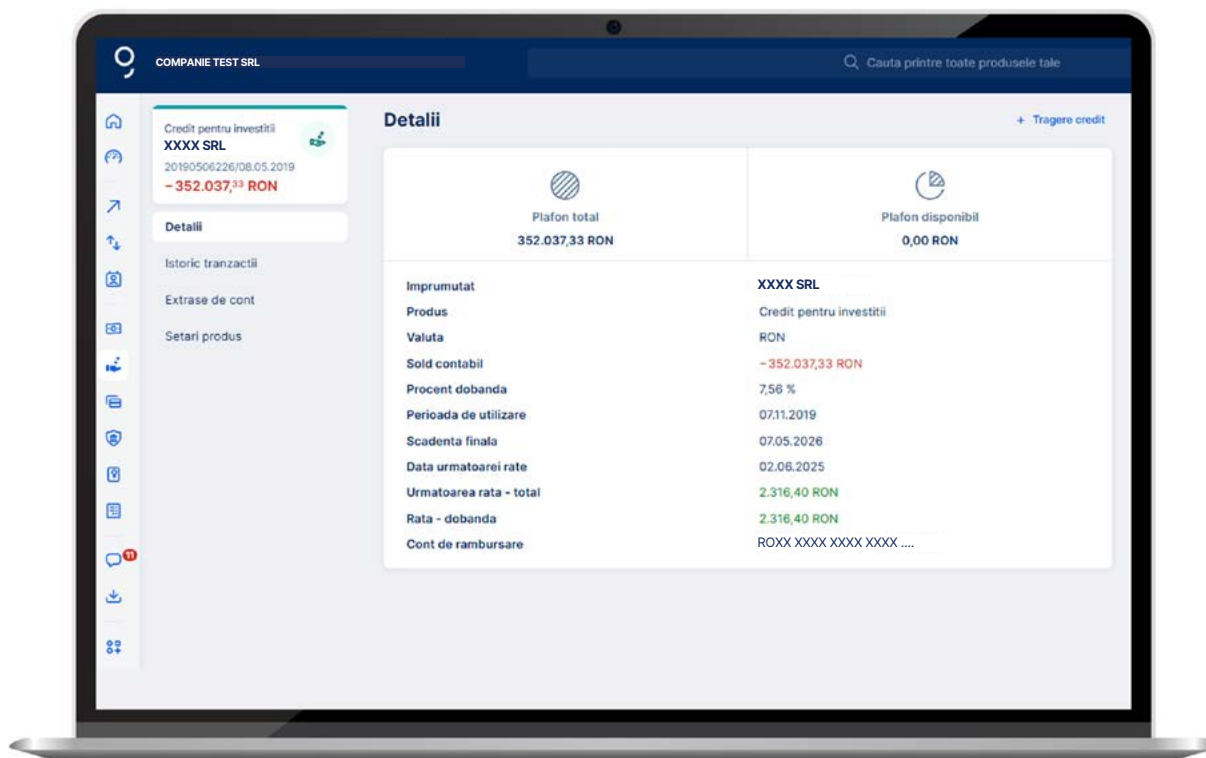 COMPANIE TEST SRL
Cauta printre toate produsele tale
Credit pentru investitii
XXXX SRL
20190506226/08.05.2019
-352.037,33 RON
Detalii
Istoric tranzactii
Extrase de cont
Setari produs
11
Detalii
+ Tragere credit
Plafon total
352.037,33 RON
Plafon disponibil
0,00 RON
Imprumutat XXXX SRL
Produs Credit pentru investitii
Valuta RON
Sold contabil -352.037,33 RON
Procent dobanda 7,56 %
Perioada de utilizare 07.11.2019
Scadenta finala 07.05.2026
Data urmatoarei rate 02.06.2025
Urmatoarea rata - total 2.316,40 RON
Rata - dobanda 2.316,40 RON
Cont de rambursare ROXX XXXX XXXX XXXX ....